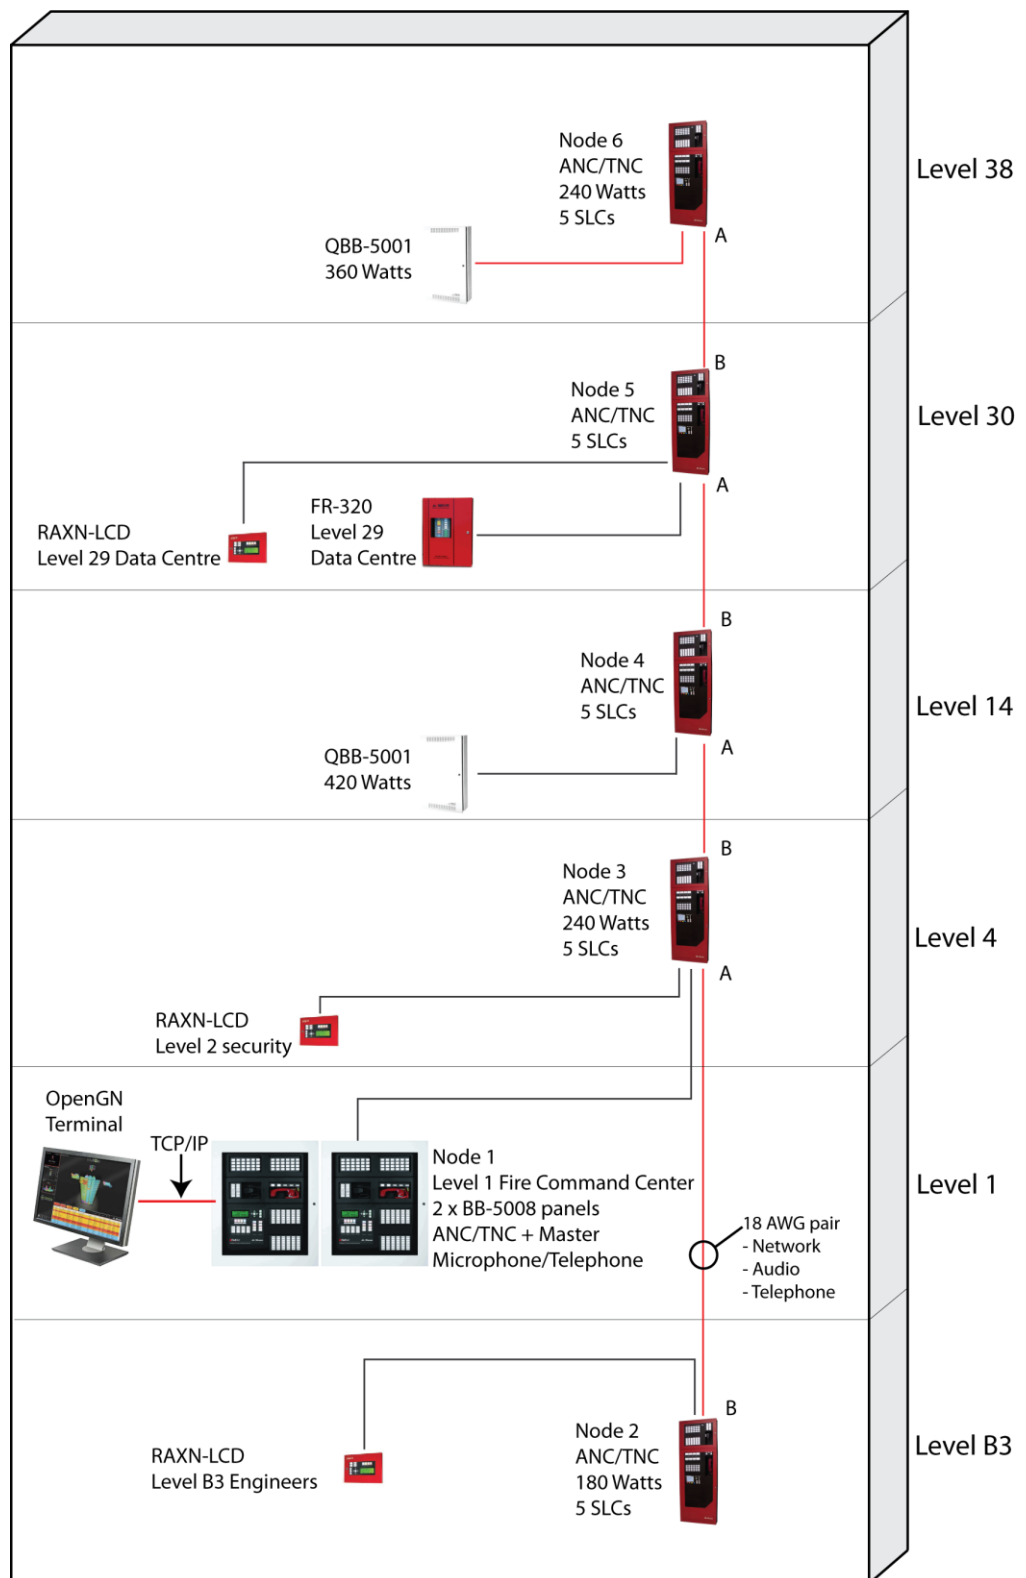 Node 6
ANC/TNC
240 Watts
5 SLCs
A
Level 38
QBB-5001
360 Watts
B
Node 5
ANC/TNC
5 SLCs
A
Level 30
RAXN-LCD
Level 29 Data Centre
FR-320
Level 29
Data Centre
B
Node 4
ANC/TNC
5 SLCs
A
Level 14
QBB-5001
420 Watts
B
Node 3
ANC/TNC
240 Watts
5 SLCs
A
Level 4
RAXN-LCD
Level 2 security
OpenGN
Terminal
TCP/IP
Node 1
Level 1 Fire Command Center
2 x BB-5008 panels
ANC/TNC + Master
Microphone/Telephone
Level 1
18 AWG pair
- Network
- Audio
- Telephone
B
RAXN-LCD
Level B3 Engineers
Node 2
ANC/TNC
180 Watts
5 SLCs
Level B3